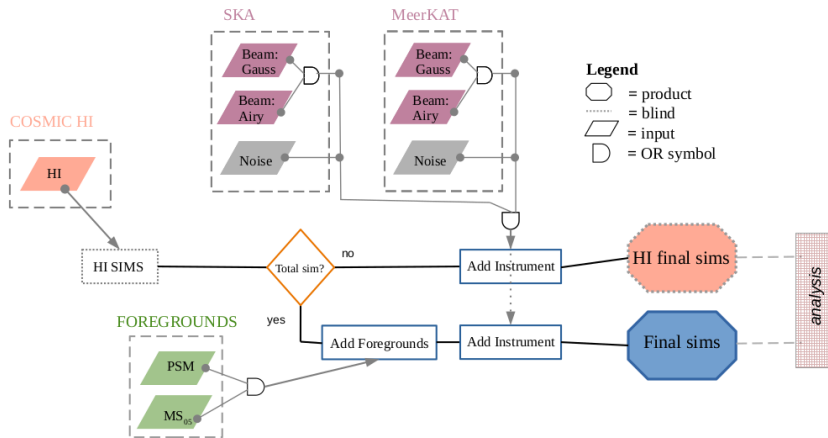 SKA
MeerKAT
Beam:
Gauss
Beam:
Airy
Noise
Beam:
Gauss
Beam:
Airy
Noise
Legend
= product
= blind
= input
= OR symbol
COSMIC HI
HI
HI SIMS
Total sim?
no
yes
Add Instrument
HI final sims
analysis
FOREGROUNDS
PSM
MS05
Add Foregrounds
Add Instrument
Final sims